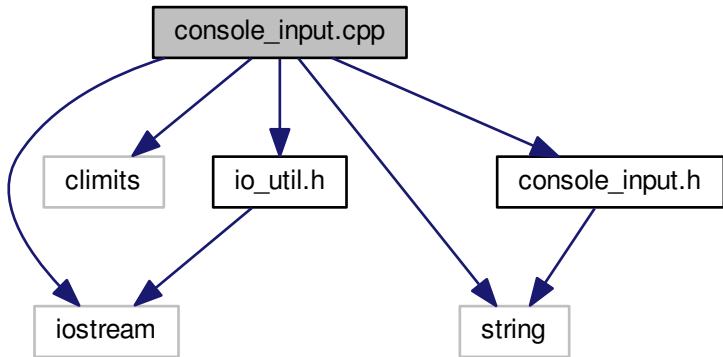 console_input.cpp
climits
io_util.h
console_input.h
iostream
string